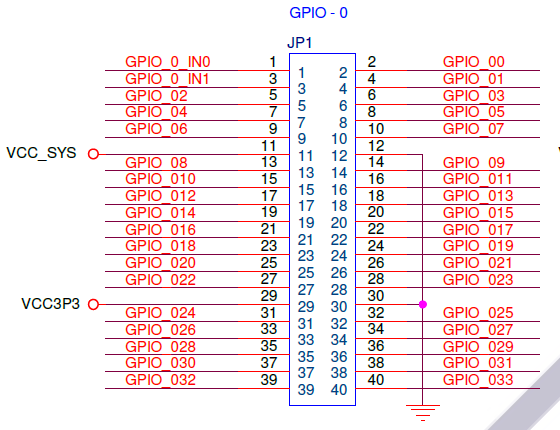 GPIO - 0
JP1
GPIO_0_IN0 1 2 GPIO_00
1 2
GPIO_0_IN1 3 4 GPIO_01
3 4
GPIO_02 5 6 GPIO_03
5 6
GPIO_04 7 8 GPIO_05
7 8
GPIO_06 9 10 GPIO_07
9 10
11 12
VCC_SYS 11 12
GPIO_08 13 14 GPIO_09
13 14
GPIO_010 15 16 GPIO_011
15 16
GPIO_012 17 18 GPIO_013
17 18
GPIO_014 19 20 GPIO_015
19 20
GPIO_016 21 22 GPIO_017
21 22
GPIO_018 23 24 GPIO_019
23 24
GPIO_020 25 26 GPIO_021
25 26
GPIO_022 27 28 GPIO_023
27 28
29 30
VCC3P3 29 30
GPIO_024 31 32 GPIO_025
31 32
GPIO_026 33 34 GPIO_027
33 34
GPIO_028 35 36 GPIO_029
35 36
GPIO_030 37 38 GPIO_031
37 38
GPIO_032 39 40 GPIO_033
39 40